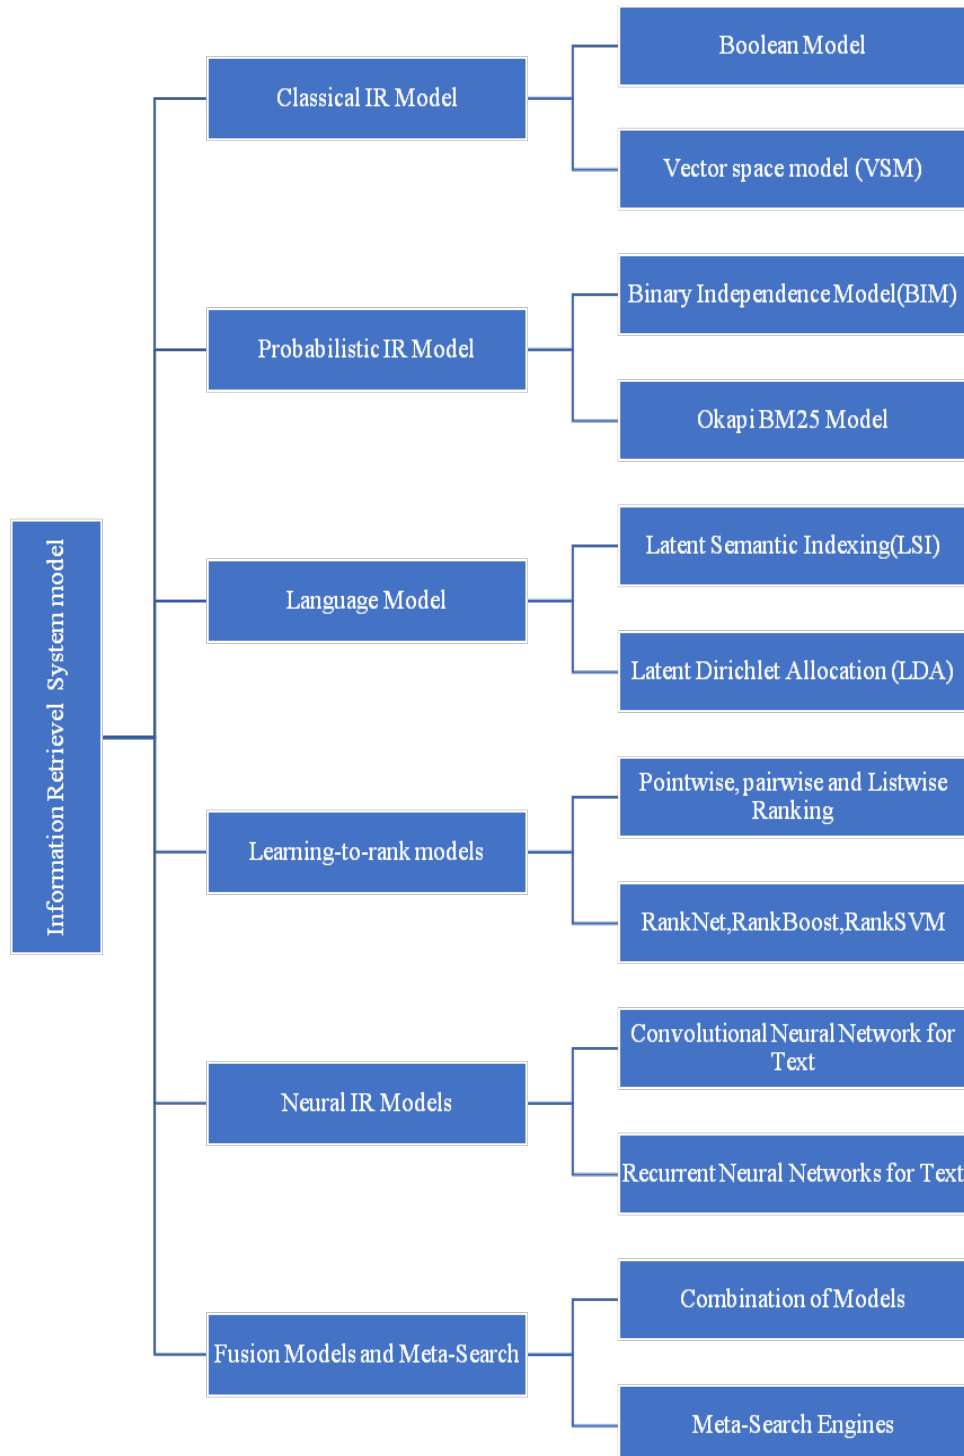 Information Retrievel System model
Classical IR Model
Boolean Model
Vector space model (VSM)
Probabilistic IR Model
Binary Independence Model(BIM)
Okapi BM25 Model
Language Model
Latent Semantic Indexing(LSI)
Latent Dirichlet Allocation (LDA)
Learning-to-rank models
Pointwise, pairwise and Listwise
Ranking
RankNet,RankBoost,RankSVM
Neural IR Models
Convolutional Neural Network for
Text
Recurrent Neural Networks for Text
Fusion Models and Meta-Search
Combination of Models
Meta-Search Engines